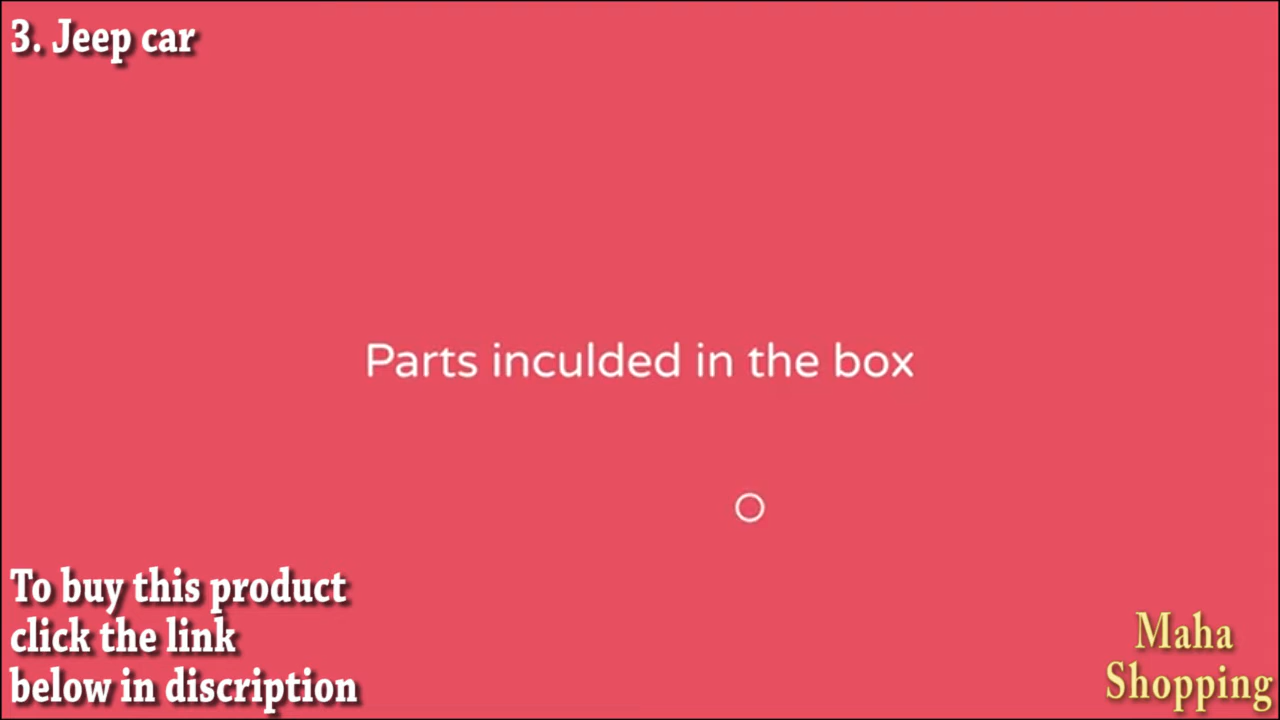 3. Jeep car
Parts inculded in the box
To buy this product
click the link
below in discription
Maha
Shopping